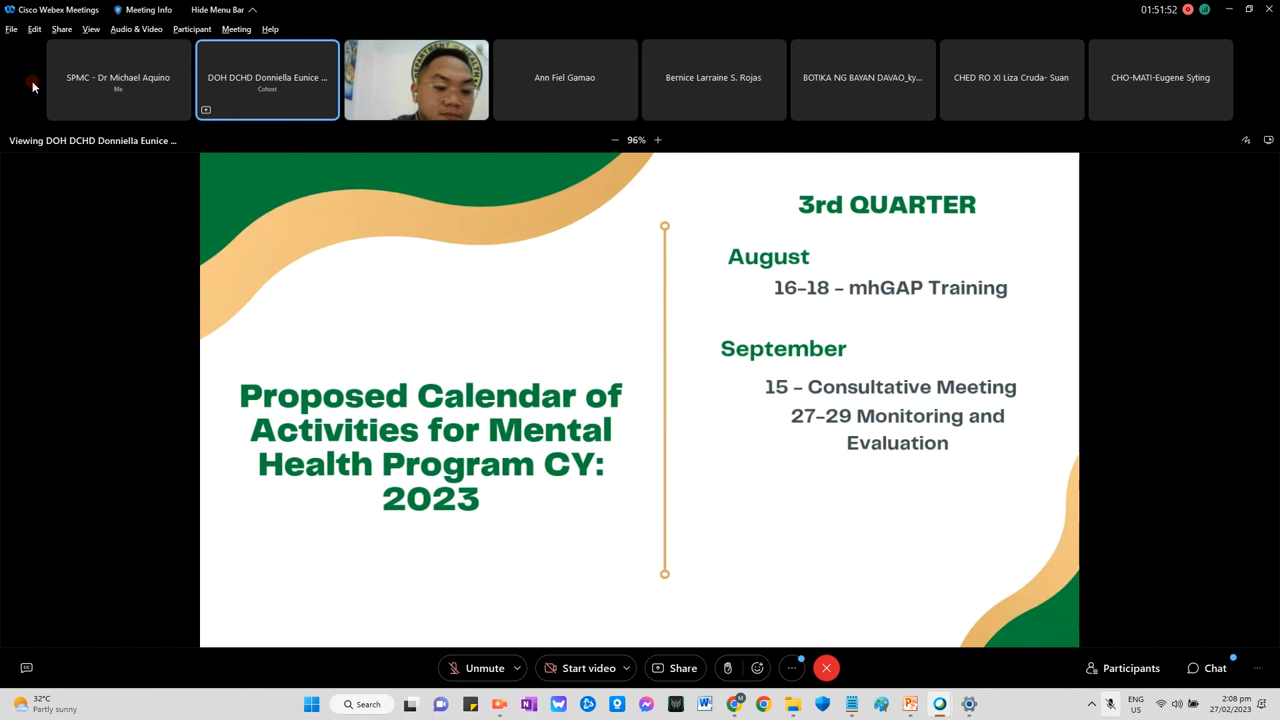 Cisco Webex Meetings
Meeting Info
Hide Menu Bar
01:51:52
File Edit Share View Audio & Video Participant Meeting Help
SPMC - Dr Michael Aquino
Me
DOH DCHD Donniella Eunice ...
Cohost
Ann Fiel Gamao
Bernice Larraine S. Rojas
BOTIKA NG BAYAN DAVAO_ky...
CHED RO XI Liza Cruda- Suan
CHO-MATI-Eugene Syting
Viewing DOH DCHD Donniella Eunice ...
96%
Proposed Calendar of
Activities for Mental
Health Program CY:
2023
3rd QUARTER
August
16-18 - mhGAP Training
September
15 - Consultative Meeting
27-29 Monitoring and
Evaluation
Unmute
Start video
Share
Participants
Chat
32°C
Partly sunny
Search
ENG
US
2:08 pm
27/02/2023